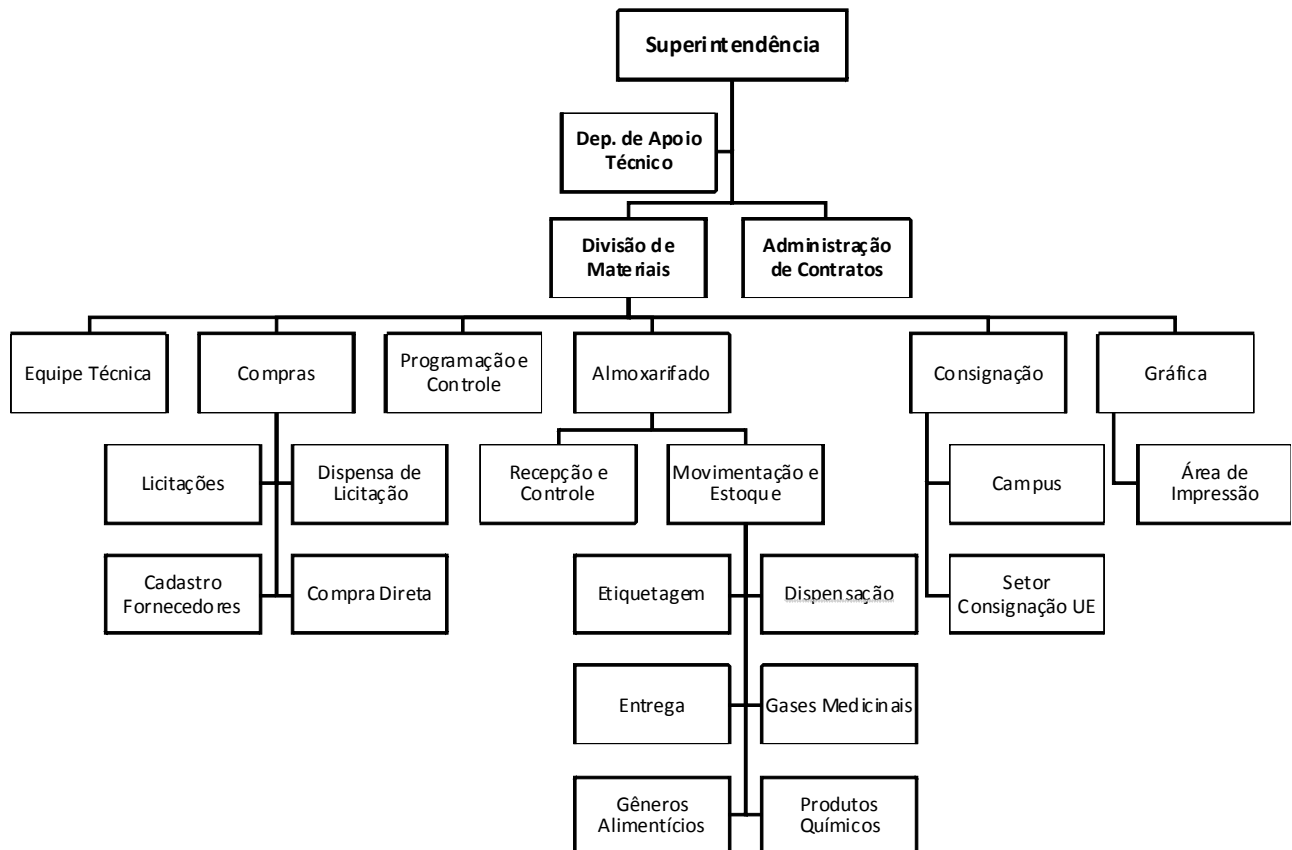 Superintendência
Dep. de Apoio
Técnico
Divisão de
Materiais
Administração
de Contratos
Equipe Técnica
Compras
Programação e
Controle
Almoxarifado
Consignação
Gráfica
Licitações
Dispensa de
Licitação
Recepção e
Controle
Movimentação e
Estoque
Campus
Área de
Impressão
Cadastro
Fornecedores
Compra Direta
Etiquetagem
Dispensação
Setor
Consignação UE
Entrega
Gases Medicinais
Gêneros
Alimentícios
Produtos
Químicos